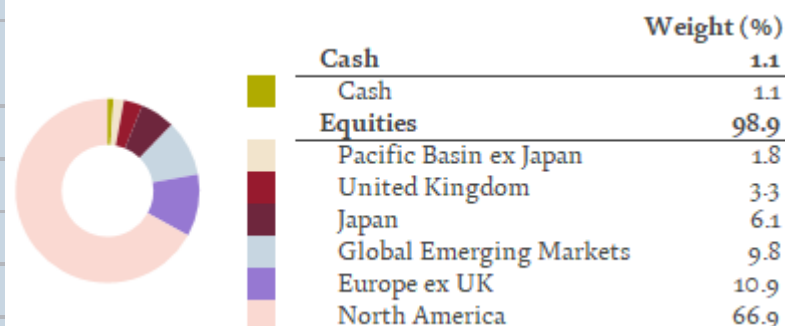 Weight (%)
Cash 1.1
Cash 1.1
Equities 98.9
Pacific Basin ex Japan 1.8
United Kingdom 3.3
Japan 6.1
Global Emerging Markets 9.8
Europe ex UK 10.9
North America 66.9